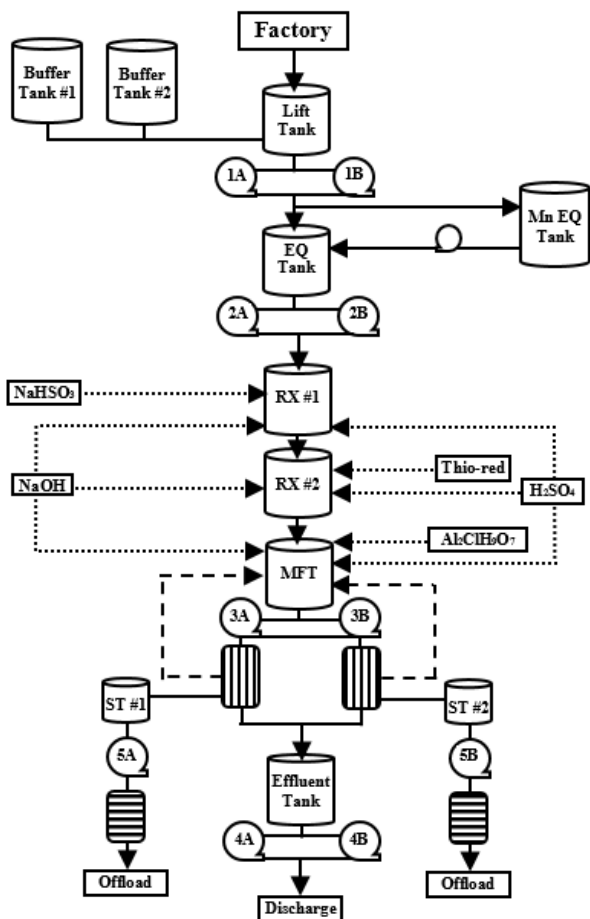 Factory
Buffer
Tank #1
Buffer
Tank #2
Lift
Tank
1A
1B
Mn EQ
Tank
EQ
Tank
2A
2B
NaHSO₃
RX #1
Thio-red
NaOH
RX #2
H₂SO₄
Al₂ClH₉O₇
MFT
3A
3B
ST #1
ST #2
5A
5B
Effluent
Tank
4A
4B
Offload
Offload
Discharge